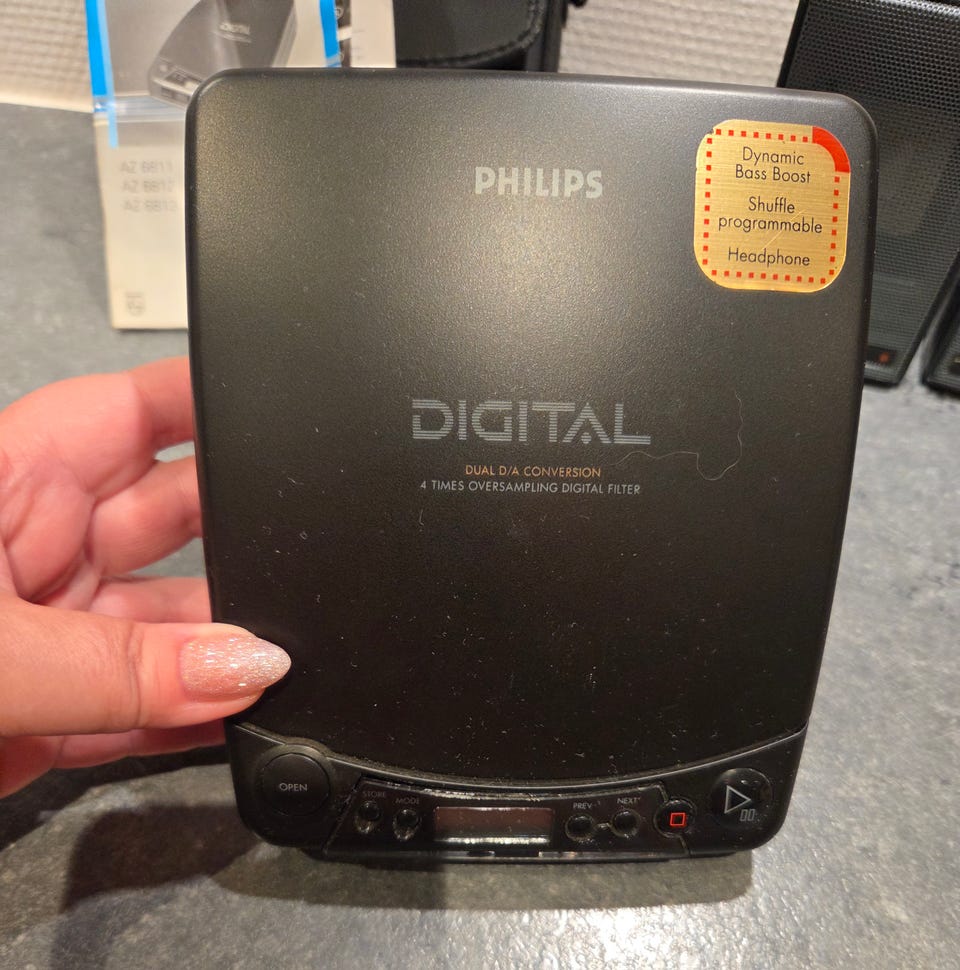 DIGITAL
AZ 6811
AZ 6812
AZ 6813
PHILIPS
Dynamic
Bass Boost
Shuffle
programmable
Headphone
DIGITAL
DUAL D/A CONVERSION
4 TIMES OVERSAMPLING DIGITAL FILTER
OPEN
STORE
MODE
PREV
NEXT